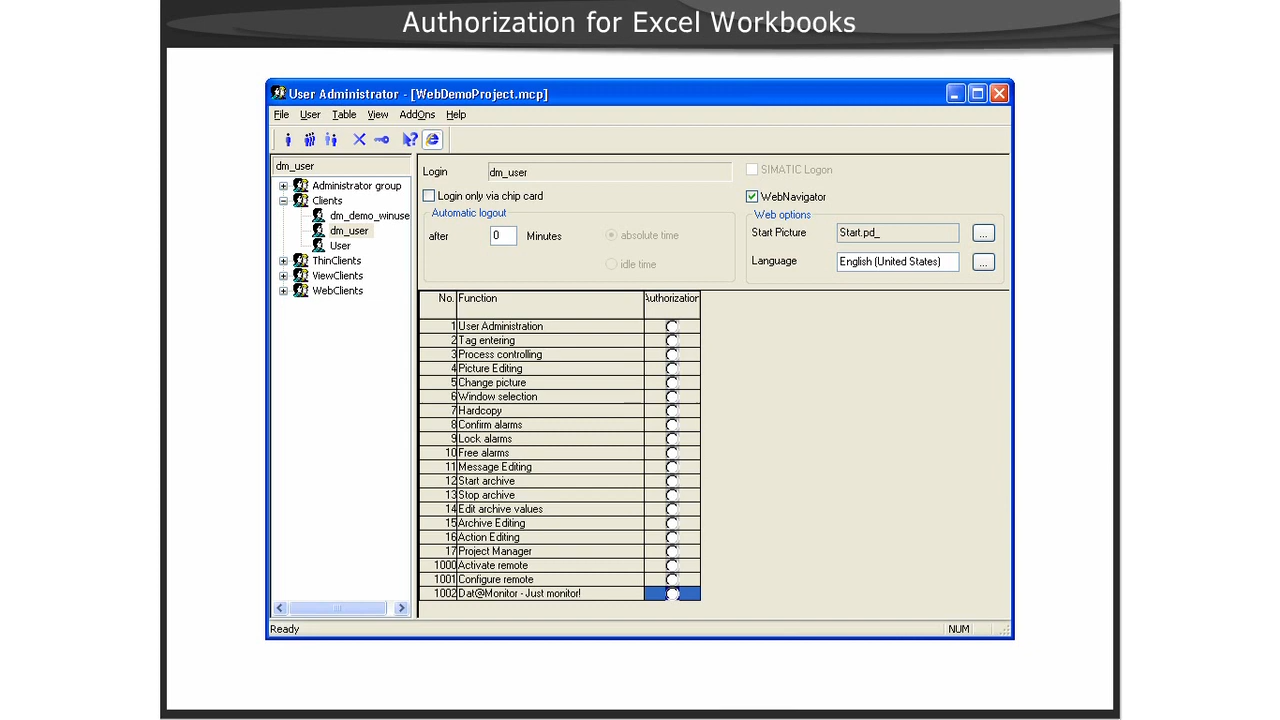 Authorization for Excel Workbooks
User Administrator - [WebDemoProject.mcp]
File User Table View AddOns Help
dm_user
Administrator group
Clients
dm_demo_winuse
dm_user
User
ThinClients
ViewClients
WebClients
Login dm_user
Login only via chip card
Automatic logout
after 0 Minutes
absolute time
idle time
SIMATIC Logon
WebNavigator
Web options
Start Picture Start.pd_ ...
Language English (United States) ...
No. Function Authorization
1 User Administration
2 Tag entering
3 Process controlling
4 Picture Editing
5 Change picture
6 Window selection
7 Hardcopy
8 Confirm alarms
9 Lock alarms
10 Free alarms
11 Message Editing
12 Start archive
13 Stop archive
14 Edit archive values
15 Archive Editing
16 Action Editing
17 Project Manager
1000 Activate remote
1001 Configure remote
1002 Dat@Monitor - Just monitor!
Ready NUM